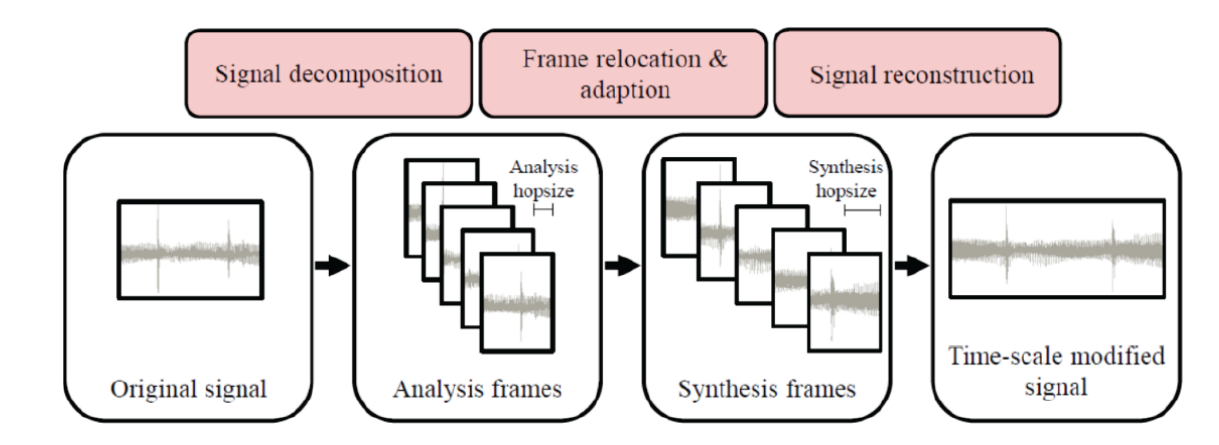 Signal decomposition
Frame relocation &
adaption
Signal reconstruction
Analysis
hopsize
Synthesis
hopsize
Original signal
Analysis frames
Synthesis frames
Time-scale modified
signal